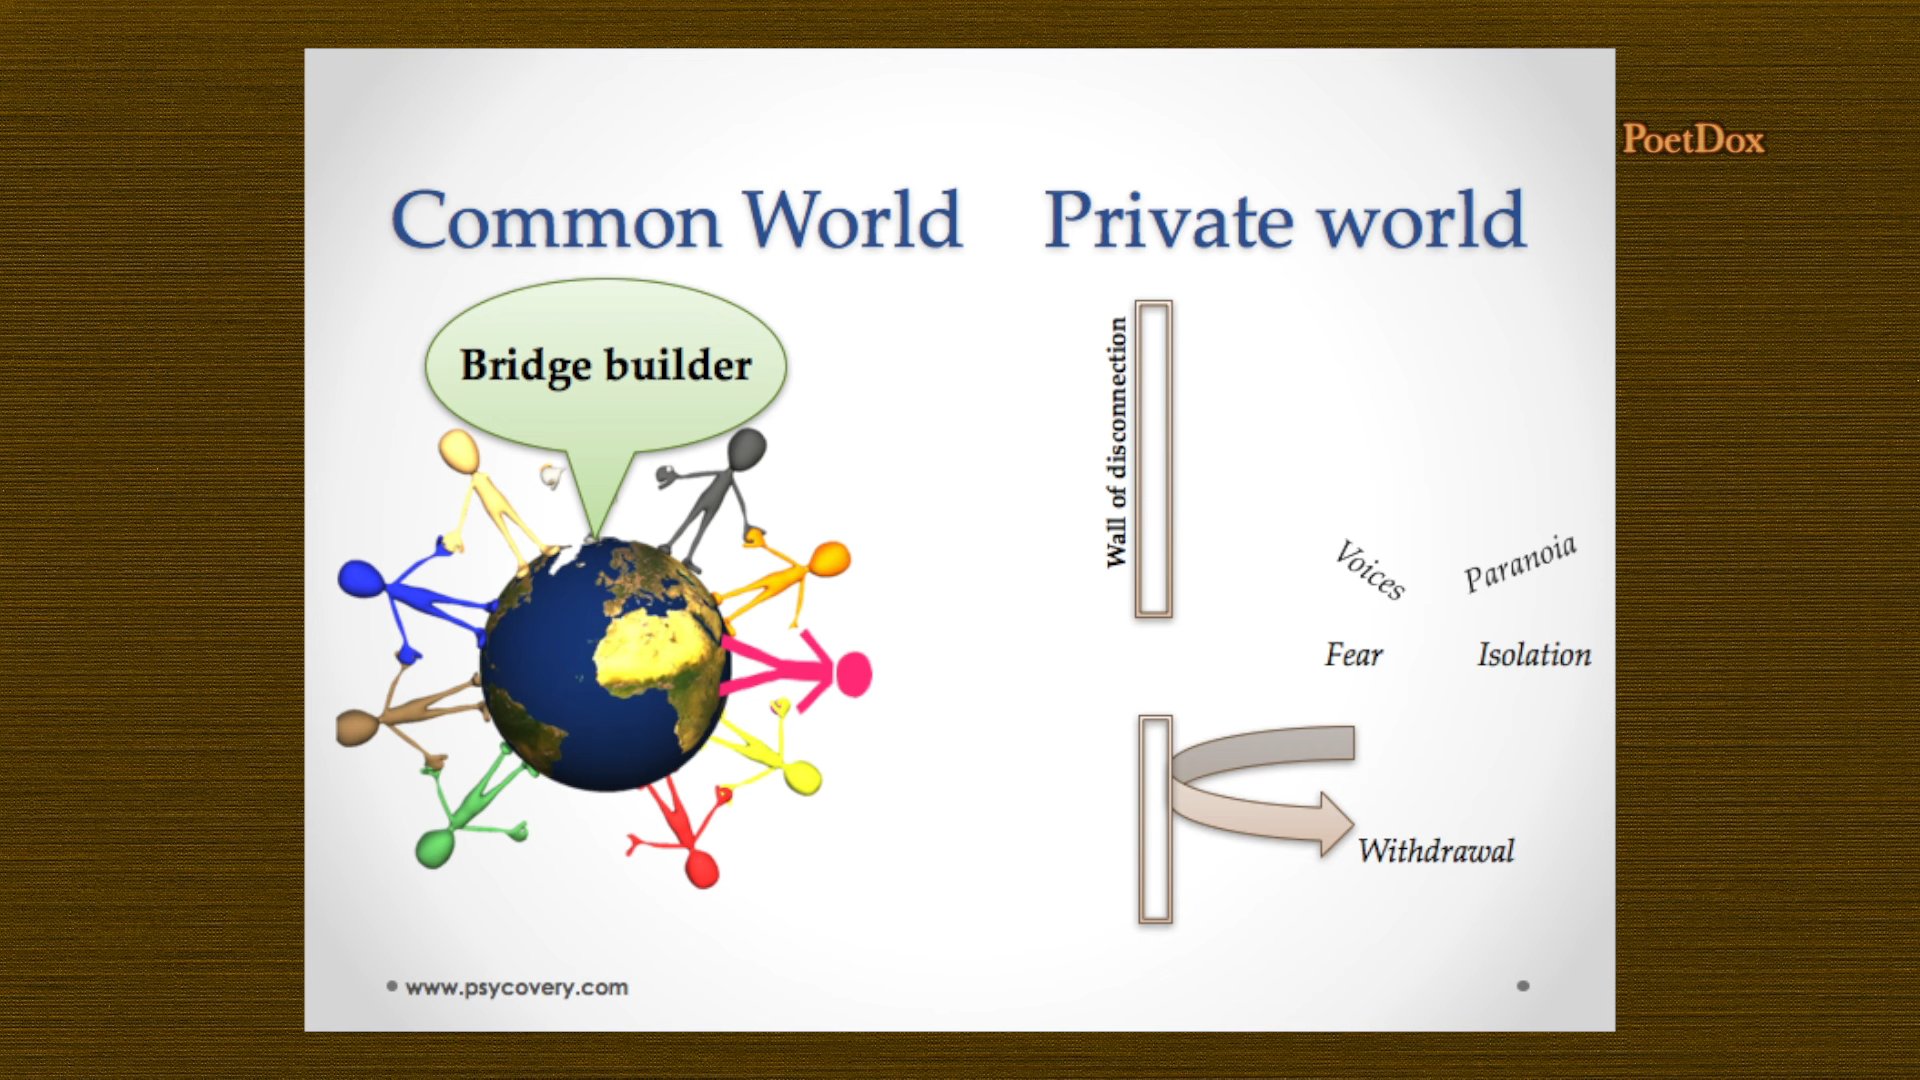 PoetDox
Common World
Private world
Bridge builder
Wall of disconnection
Voices
Paranoia
Fear
Isolation
Withdrawal
www.psycovery.com